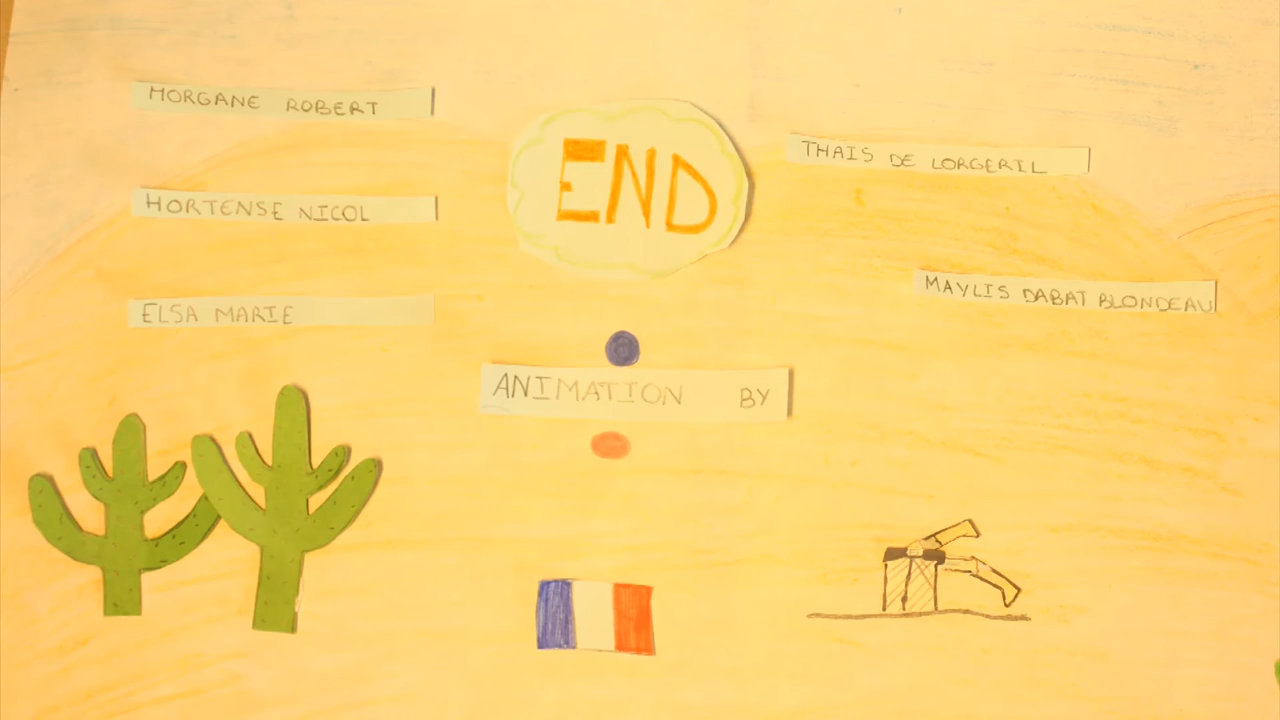 MORGANE ROBERT
HORTENSE NICOL
ELSA MARIE
END
ANIMATION BY
THAIS DE LORGERIL
MAYLIS DABAT BLONDEAU